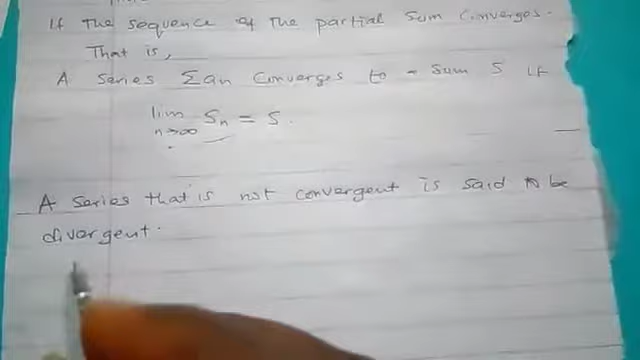 If the sequence of the partial sum converges.
That is,
A series Σan converges to a sum S if
lim Sn = S.
n→∞
A series that is not convergent is said to be
divergent.